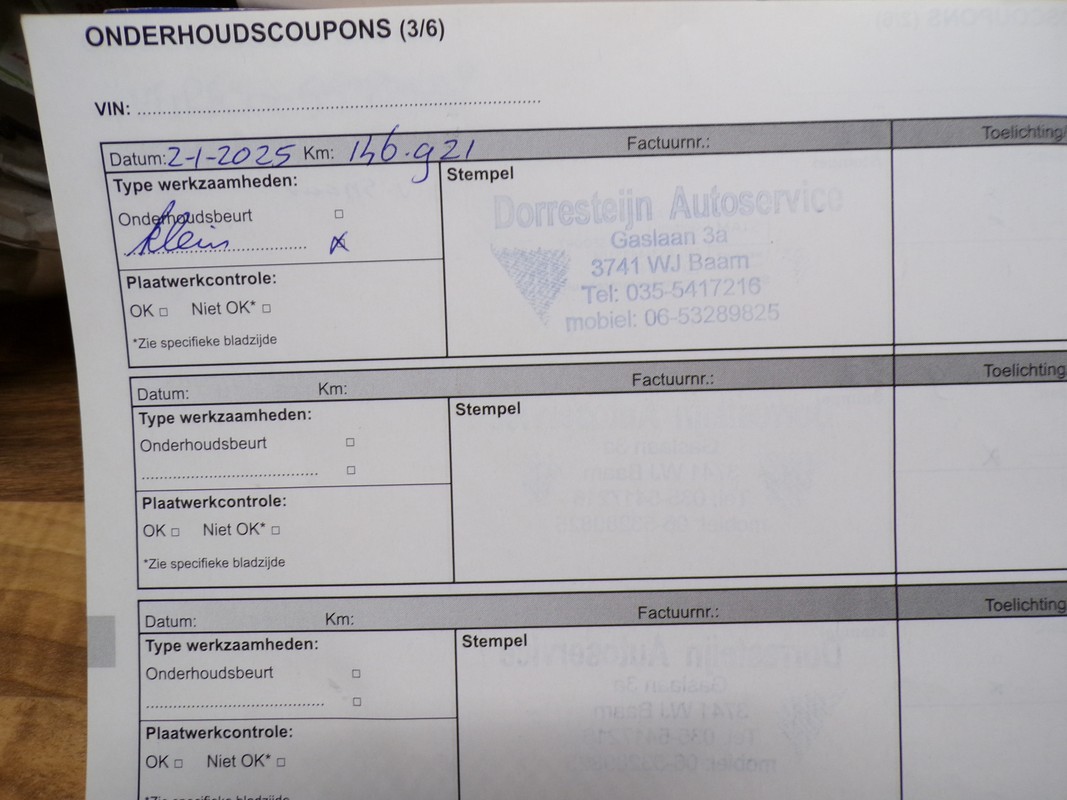 ONDERHOUDSCOUPONS (3/6)
VIN: ........................................
Datum: 2-1-2025 Km: 146.921 Factuurnr.: Toelichting
Type werkzaamheden:
Stempel
Onderhoudsbeurt □
klein ☒
Plaatwerkcontrole:
OK □ Niet OK* □
*Zie specifieke bladzijde
Dorresteijn Autoservice
Gaslaan 3a
3741 WJ Baarn
Tel: 035-5417216
mobiel: 06-53289825
Datum: Km: Factuurnr.: Toelichting
Type werkzaamheden:
Stempel
Onderhoudsbeurt □
........................................ □
Plaatwerkcontrole:
OK □ Niet OK* □
*Zie specifieke bladzijde
Datum: Km: Factuurnr.: Toelichting
Type werkzaamheden:
Stempel
Onderhoudsbeurt □
........................................ □
Plaatwerkcontrole:
OK □ Niet OK* □
*Zie specifieke bladzijde